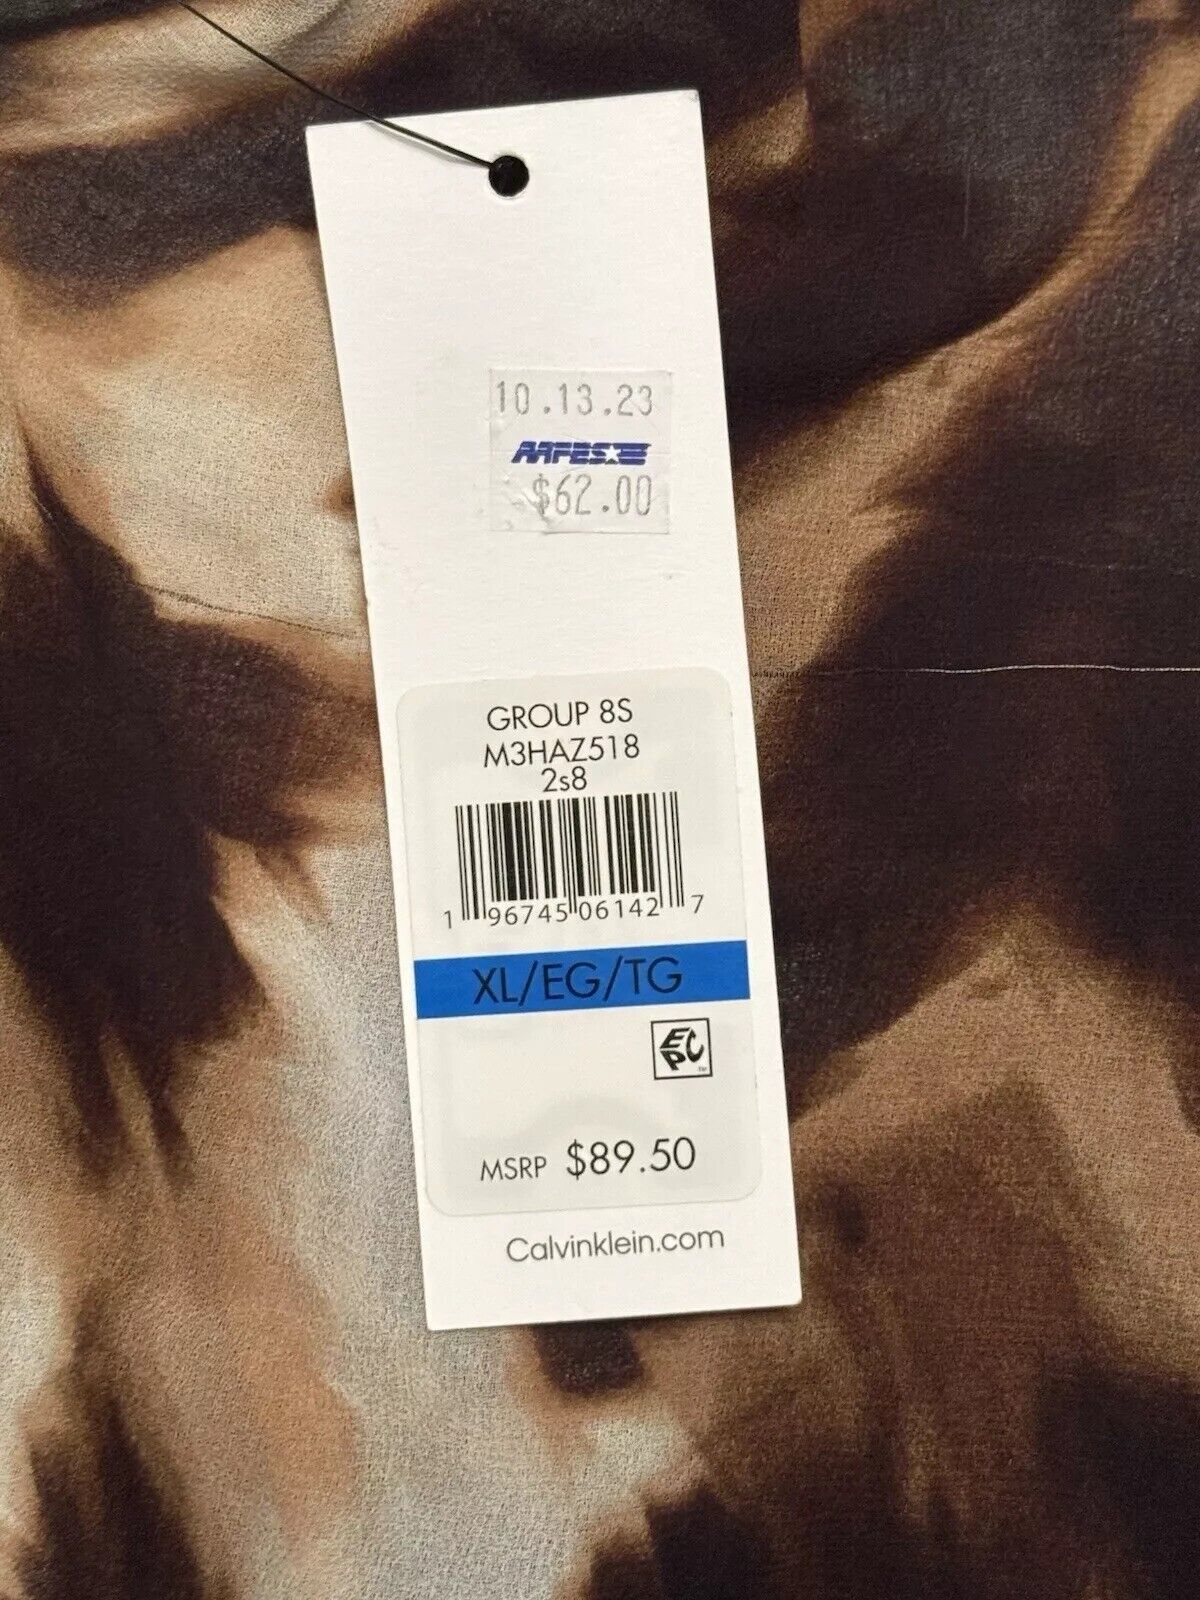 10.13.23
AAFES
$62.00
GROUP 8S
M3HAZ518
2s8
1 96745 06142 7
XL/EG/TG
EPC
MSRP $89.50
Calvinklein.com